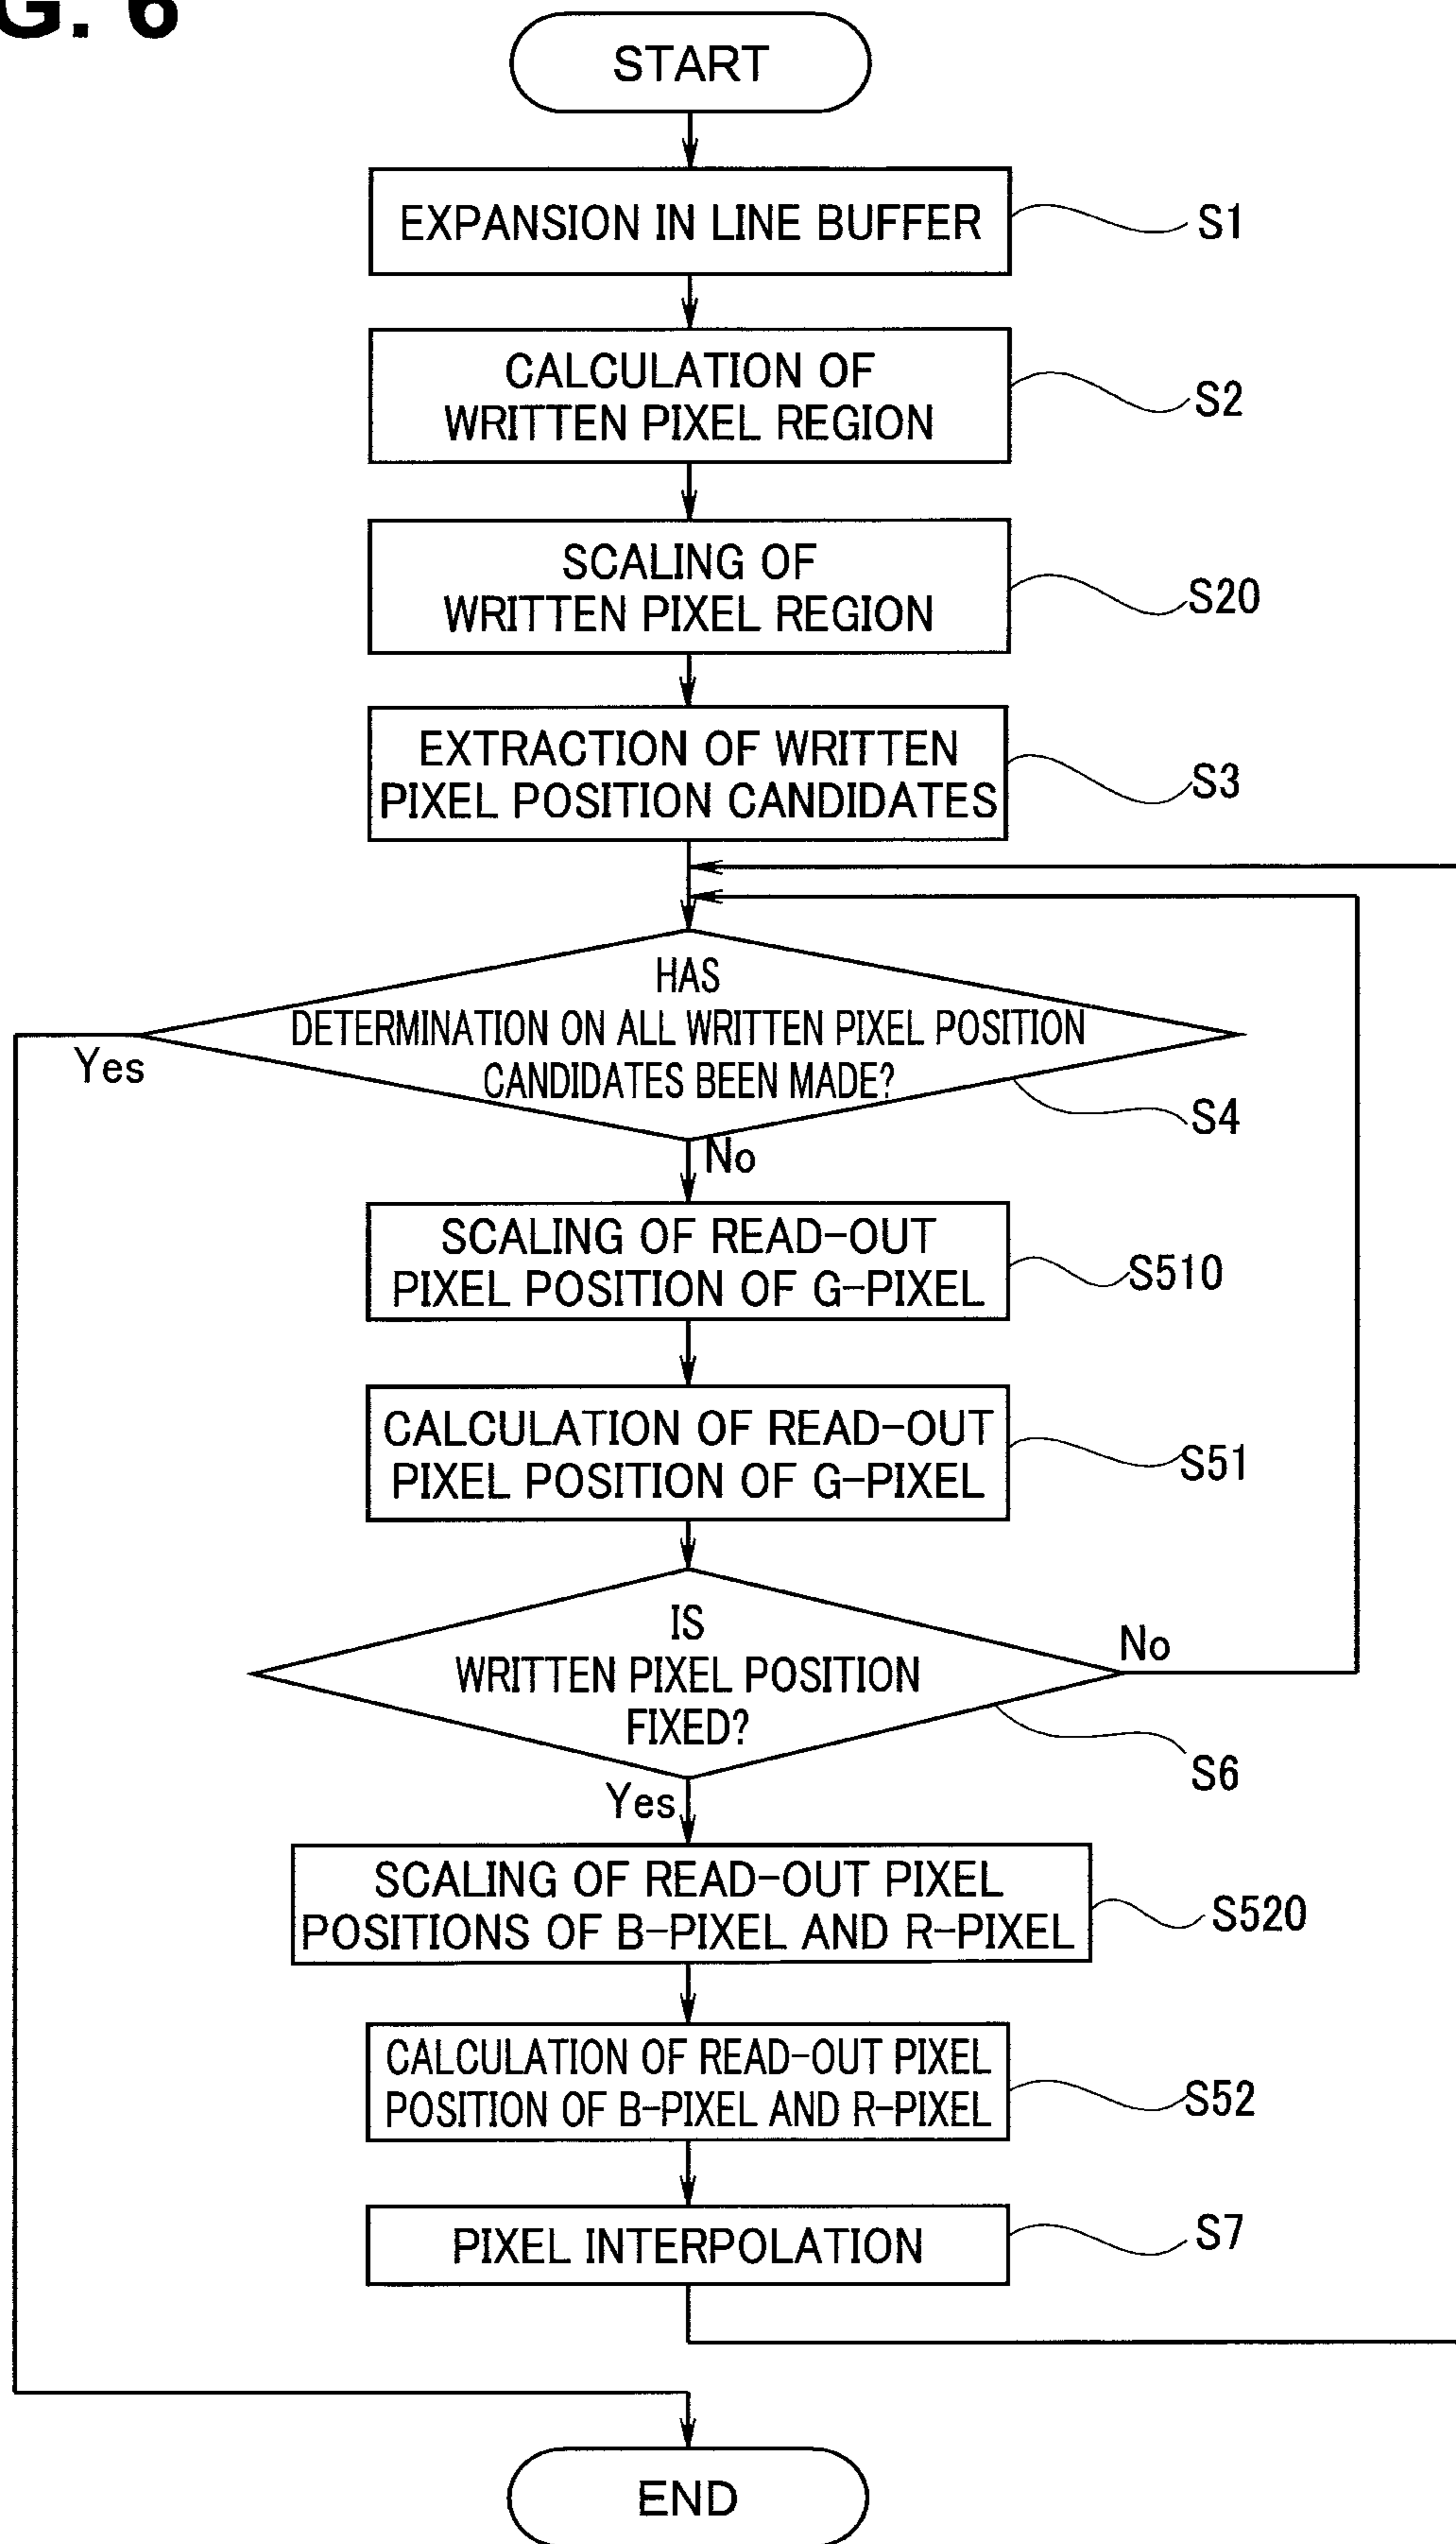 G. 6
START
EXPANSION IN LINE BUFFER
S1
CALCULATION OF
WRITTEN PIXEL REGION
S2
SCALING OF
WRITTEN PIXEL REGION
S20
EXTRACTION OF WRITTEN
PIXEL POSITION CANDIDATES
S3
HAS
DETERMINATION ON ALL WRITTEN PIXEL POSITION
CANDIDATES BEEN MADE?
Yes
S4
No
SCALING OF READ-OUT
PIXEL POSITION OF G-PIXEL
S510
CALCULATION OF READ-OUT
PIXEL POSITION OF G-PIXEL
S51
IS
WRITTEN PIXEL POSITION
FIXED?
No
S6
Yes
SCALING OF READ-OUT PIXEL
POSITIONS OF B-PIXEL AND R-PIXEL
S520
CALCULATION OF READ-OUT PIXEL
POSITION OF B-PIXEL AND R-PIXEL
S52
PIXEL INTERPOLATION
S7
END